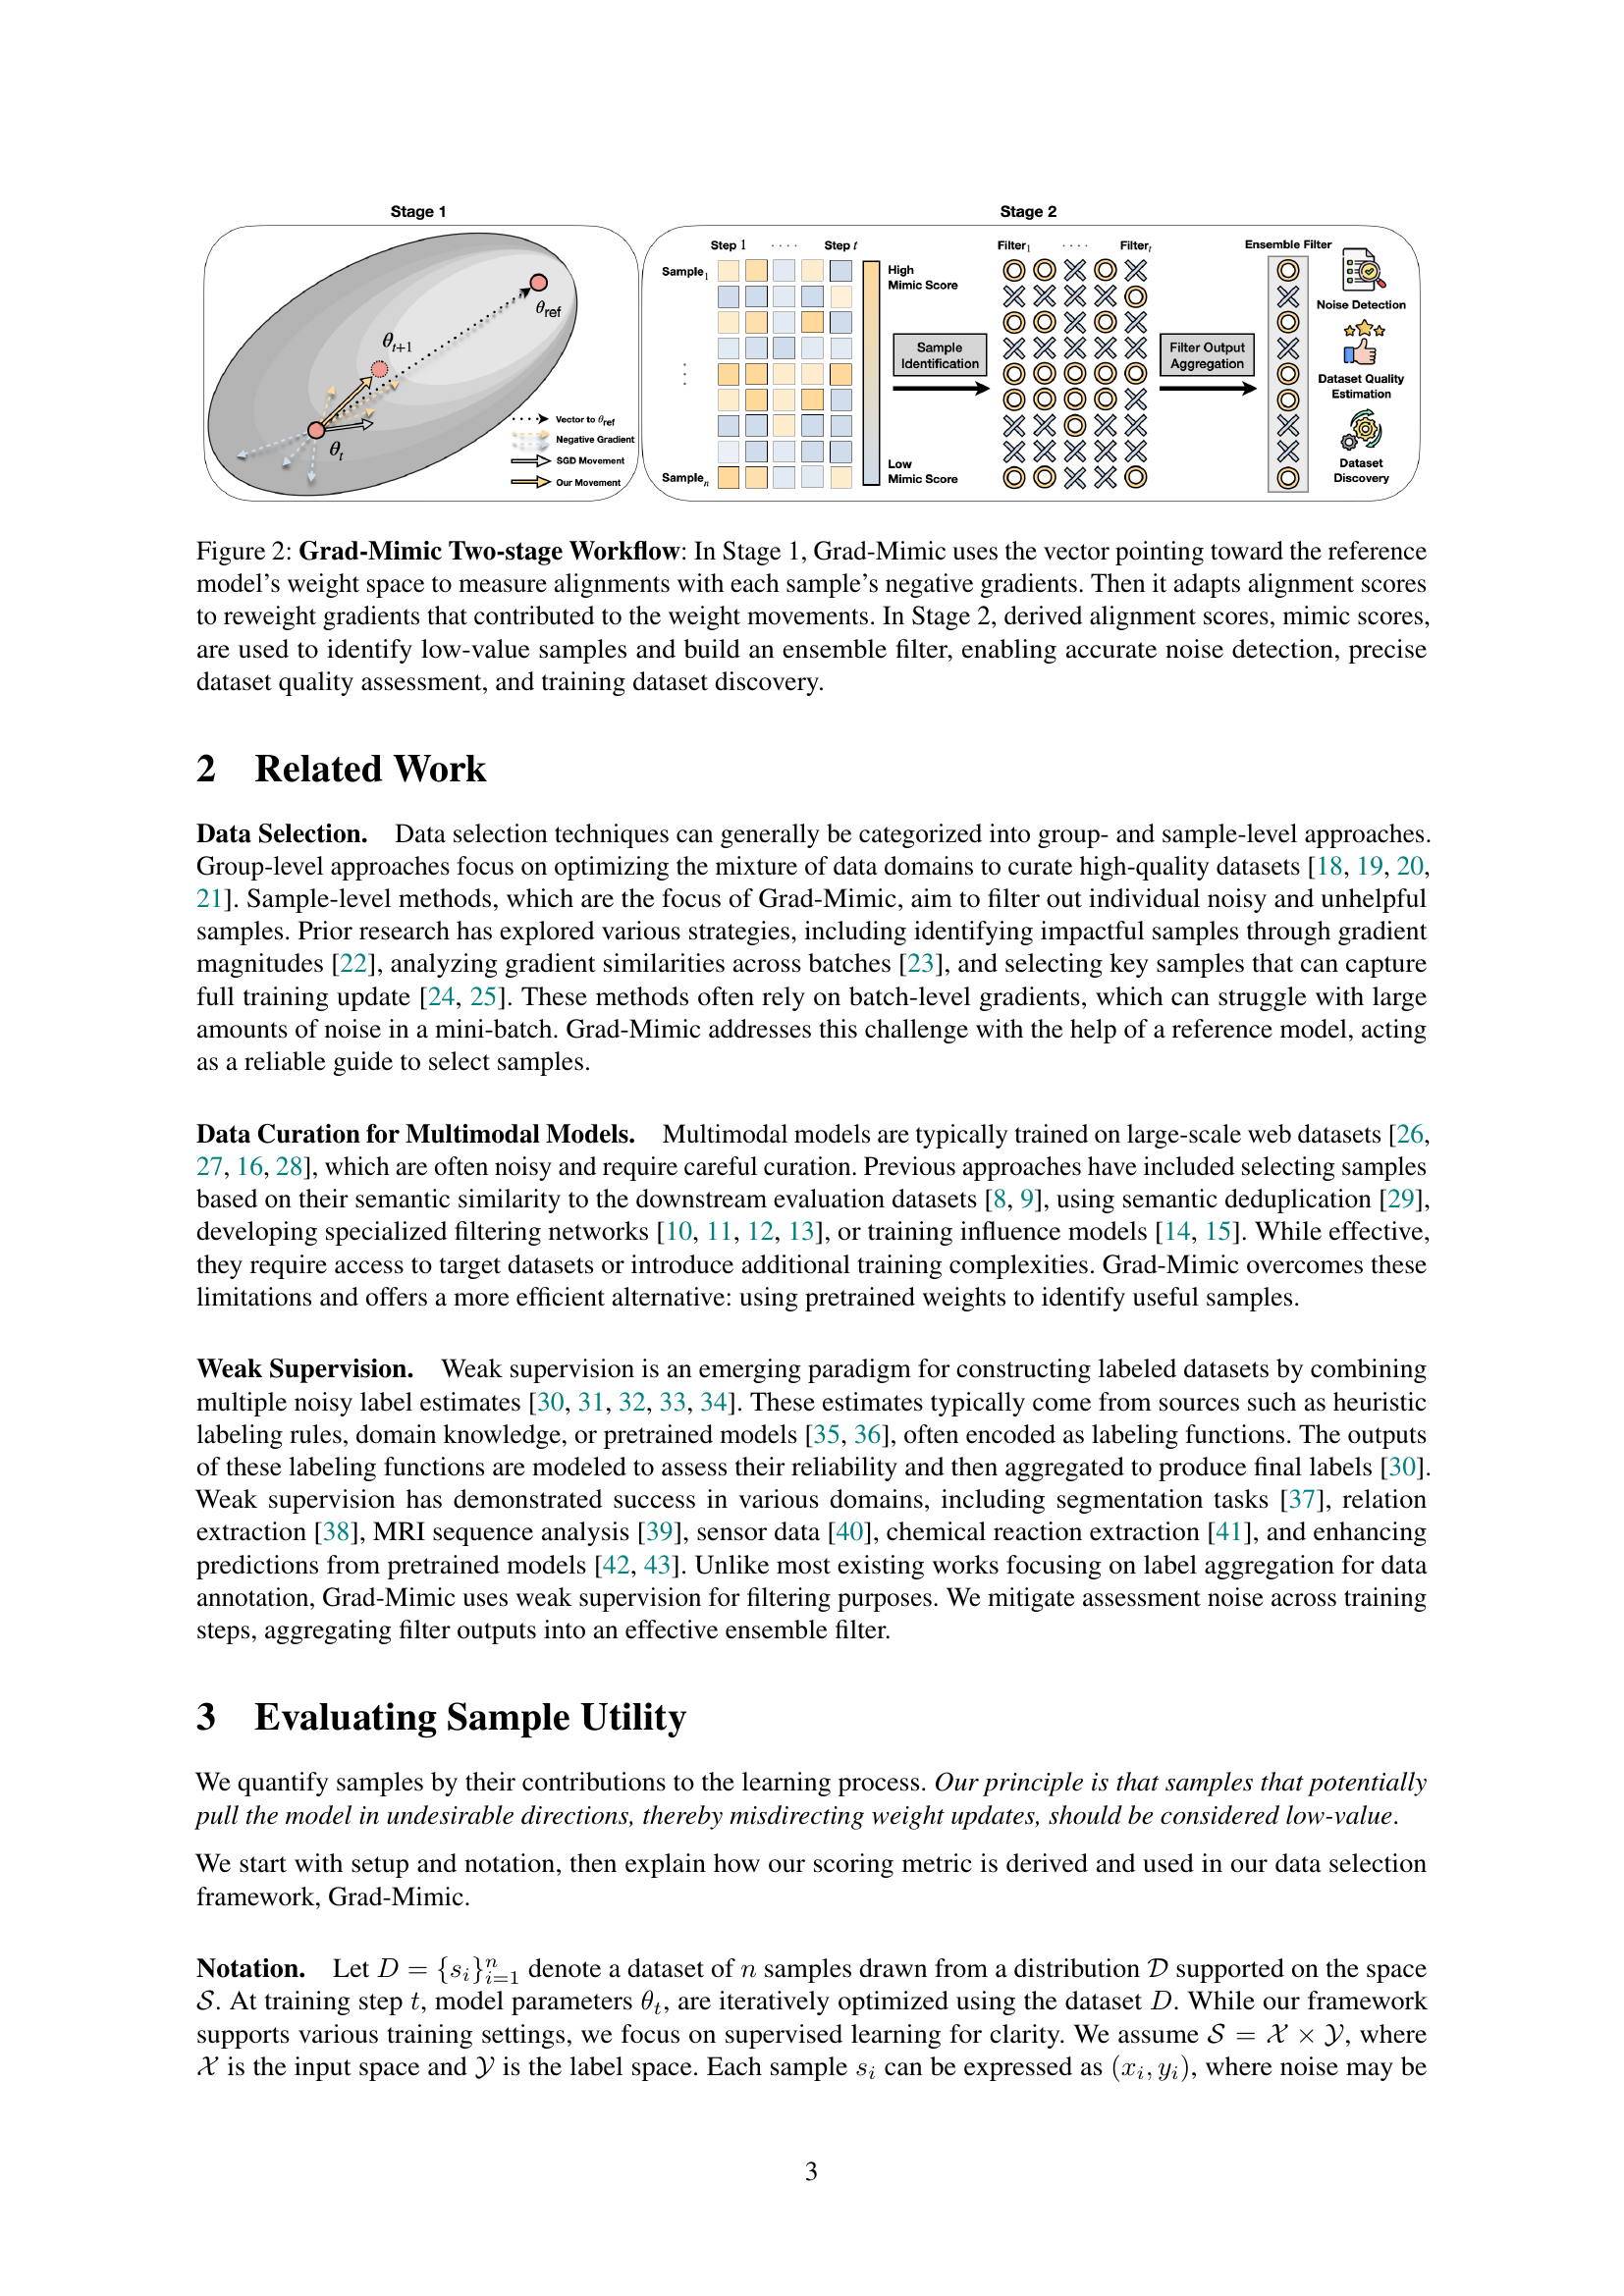 Stage 1
Stage 2
θref
θt+1
θt
Vector to θref
Negative Gradient
SGD Movement
Our Movement
Step 1 · · · · Step t
Sample1
Samplen
High
Mimic Score
Low
Mimic Score
Sample
Identification
Filter1 · · · · Filtert
Filter Output
Aggregation
Ensemble Filter
Noise Detection
Dataset Quality
Estimation
Dataset
Discovery
Figure 2: Grad-Mimic Two-stage Workflow: In Stage 1, Grad-Mimic uses the vector pointing toward the reference
model's weight space to measure alignments with each sample's negative gradients. Then it adapts alignment scores
to reweight gradients that contributed to the weight movements. In Stage 2, derived alignment scores, mimic scores,
are used to identify low-value samples and build an ensemble filter, enabling accurate noise detection, precise
dataset quality assessment, and training dataset discovery.
2 Related Work
Data Selection. Data selection techniques can generally be categorized into group- and sample-level approaches.
Group-level approaches focus on optimizing the mixture of data domains to curate high-quality datasets [18, 19, 20,
21]. Sample-level methods, which are the focus of Grad-Mimic, aim to filter out individual noisy and unhelpful
samples. Prior research has explored various strategies, including identifying impactful samples through gradient
magnitudes [22], analyzing gradient similarities across batches [23], and selecting key samples that can capture
full training update [24, 25]. These methods often rely on batch-level gradients, which can struggle with large
amounts of noise in a mini-batch. Grad-Mimic addresses this challenge with the help of a reference model, acting
as a reliable guide to select samples.
Data Curation for Multimodal Models. Multimodal models are typically trained on large-scale web datasets [26,
27, 16, 28], which are often noisy and require careful curation. Previous approaches have included selecting samples
based on their semantic similarity to the downstream evaluation datasets [8, 9], using semantic deduplication [29],
developing specialized filtering networks [10, 11, 12, 13], or training influence models [14, 15]. While effective,
they require access to target datasets or introduce additional training complexities. Grad-Mimic overcomes these
limitations and offers a more efficient alternative: using pretrained weights to identify useful samples.
Weak Supervision. Weak supervision is an emerging paradigm for constructing labeled datasets by combining
multiple noisy label estimates [30, 31, 32, 33, 34]. These estimates typically come from sources such as heuristic
labeling rules, domain knowledge, or pretrained models [35, 36], often encoded as labeling functions. The outputs
of these labeling functions are modeled to assess their reliability and then aggregated to produce final labels [30].
Weak supervision has demonstrated success in various domains, including segmentation tasks [37], relation
extraction [38], MRI sequence analysis [39], sensor data [40], chemical reaction extraction [41], and enhancing
predictions from pretrained models [42, 43]. Unlike most existing works focusing on label aggregation for data
annotation, Grad-Mimic uses weak supervision for filtering purposes. We mitigate assessment noise across training
steps, aggregating filter outputs into an effective ensemble filter.
3 Evaluating Sample Utility
We quantify samples by their contributions to the learning process. Our principle is that samples that potentially
pull the model in undesirable directions, thereby misdirecting weight updates, should be considered low-value.
We start with setup and notation, then explain how our scoring metric is derived and used in our data selection
framework, Grad-Mimic.
Notation. Let D = {s_i}_{i=1}^n denote a dataset of n samples drawn from a distribution 𝒟 supported on the space
𝒮. At training step t, model parameters θ_t, are iteratively optimized using the dataset D. While our framework
supports various training settings, we focus on supervised learning for clarity. We assume 𝒮 = 𝒳 × 𝒴, where
𝒳 is the input space and 𝒴 is the label space. Each sample s_i can be expressed as (x_i, y_i), where noise may be
3